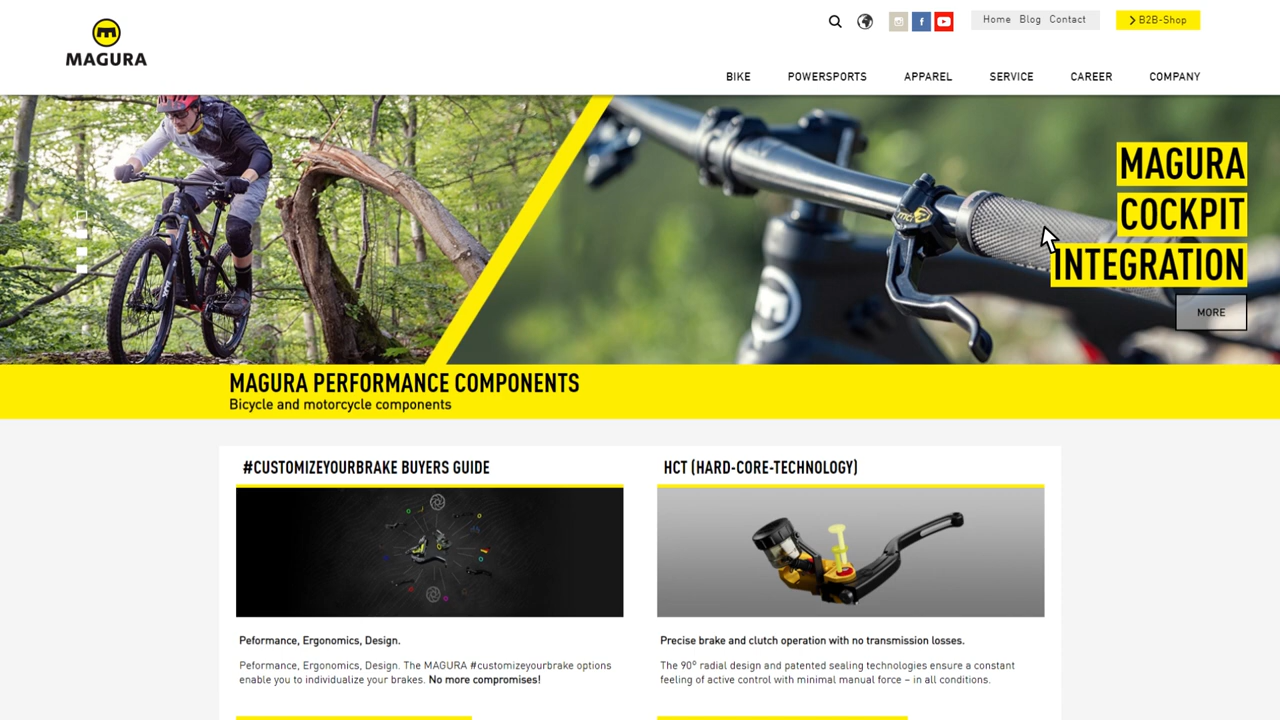 MAGURA
Home Blog Contact
B2B-Shop
BIKE POWERSPORTS APPAREL SERVICE CAREER COMPANY
MAGURA
COCKPIT
INTEGRATION
MORE
MAGURA PERFORMANCE COMPONENTS
Bicycle and motorcycle components
#CUSTOMIZEYOURBRAKE BUYERS GUIDE
Peformance, Ergonomics, Design.
Peformance, Ergonomics, Design. The MAGURA #customizeyourbrake options
enable you to individualize your brakes. No more compromises!
HCT (HARD-CORE-TECHNOLOGY)
Precise brake and clutch operation with no transmission losses.
The 90° radial design and patented sealing technologies ensure a constant
feeling of active control with minimal manual force – in all conditions.